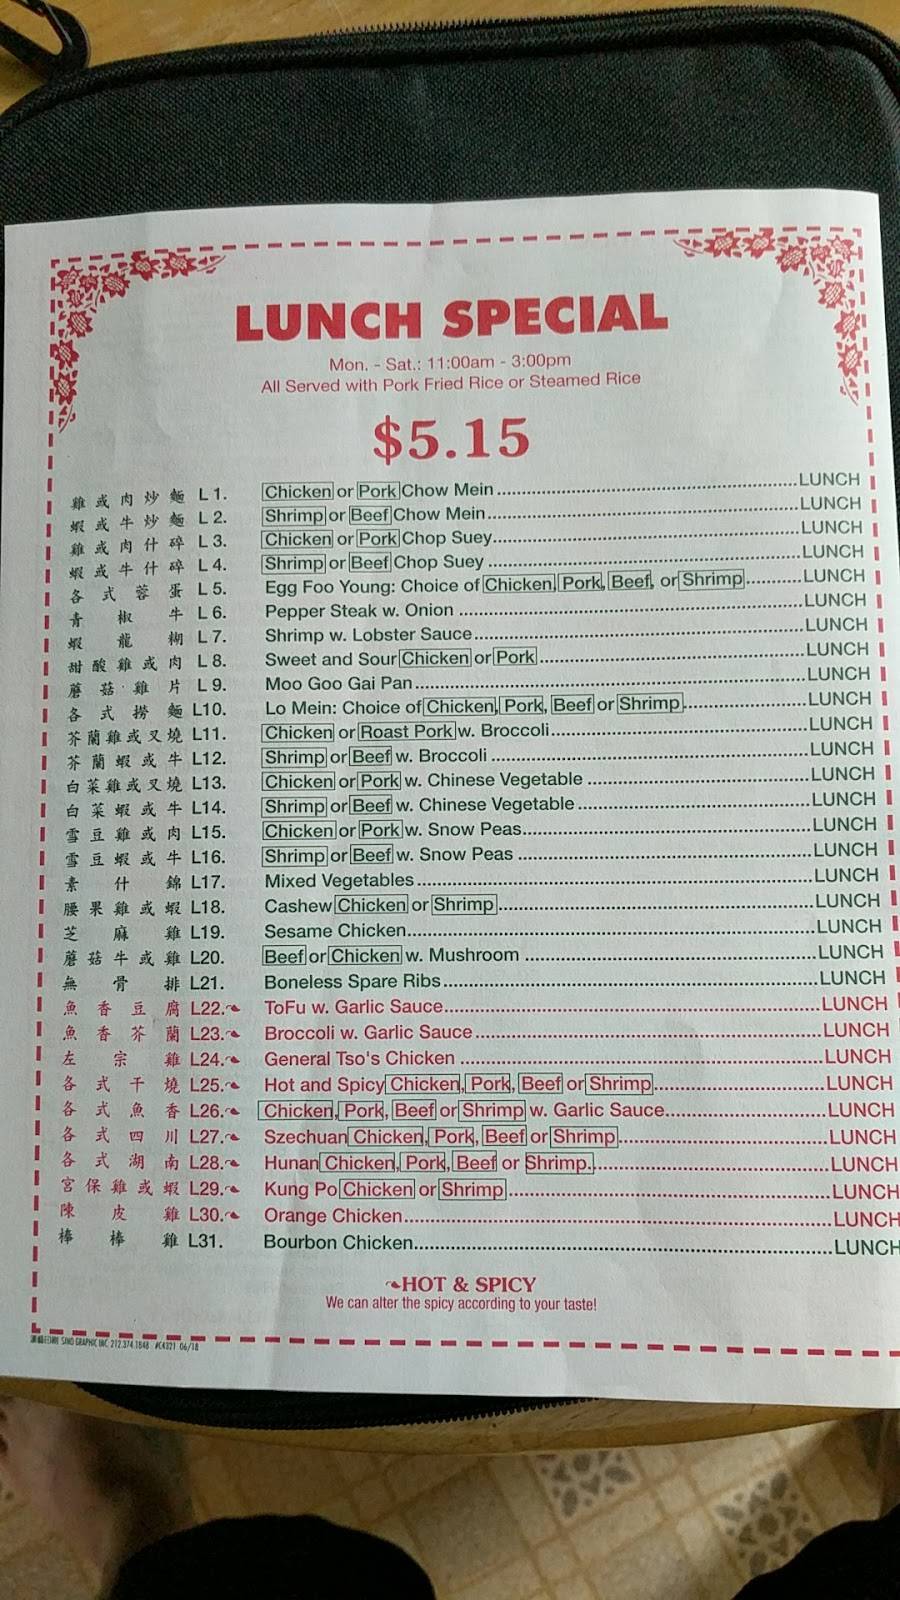 LUNCH SPECIAL
Mon. - Sat.: 11:00am - 3:00pm
All Served with Pork Fried Rice or Steamed Rice
$5.15
雞或肉炒麵 L 1. Chicken or Pork Chow Mein LUNCH
蝦或牛炒麵 L 2. Shrimp or Beef Chow Mein LUNCH
雞或肉什碎 L 3. Chicken or Pork Chop Suey LUNCH
蝦或牛什碎 L 4. Shrimp or Beef Chop Suey LUNCH
各式蓉蛋 L 5. Egg Foo Young: Choice of Chicken, Pork, Beef, or Shrimp LUNCH
青椒牛 L 6. Pepper Steak w. Onion LUNCH
蝦龍糊 L 7. Shrimp w. Lobster Sauce LUNCH
甜酸雞或肉 L 8. Sweet and Sour Chicken or Pork LUNCH
蘑菇雞片 L 9. Moo Goo Gai Pan LUNCH
各式撈麵 L10. Lo Mein: Choice of Chicken, Pork, Beef or Shrimp LUNCH
芥蘭雞或叉燒 L11. Chicken or Roast Pork w. Broccoli LUNCH
芥蘭蝦或牛 L12. Shrimp or Beef w. Broccoli LUNCH
白菜雞或叉燒 L13. Chicken or Pork w. Chinese Vegetable LUNCH
白菜蝦或牛 L14. Shrimp or Beef w. Chinese Vegetable LUNCH
雪豆雞或肉 L15. Chicken or Pork w. Snow Peas LUNCH
雪豆蝦或牛 L16. Shrimp or Beef w. Snow Peas LUNCH
素什錦 L17. Mixed Vegetables LUNCH
腰果雞或蝦 L18. Cashew Chicken or Shrimp LUNCH
芝麻雞 L19. Sesame Chicken LUNCH
蘑菇牛或雞 L20. Beef or Chicken w. Mushroom LUNCH
無骨排 L21. Boneless Spare Ribs LUNCH
魚香豆腐 L22. ToFu w. Garlic Sauce LUNCH
魚香芥蘭 L23. Broccoli w. Garlic Sauce LUNCH
左宗雞 L24. General Tso's Chicken LUNCH
各式干燒 L25. Hot and Spicy Chicken, Pork, Beef or Shrimp LUNCH
各式魚香 L26. Chicken, Pork, Beef or Shrimp w. Garlic Sauce LUNCH
各式四川 L27. Szechuan Chicken, Pork, Beef or Shrimp LUNCH
各式湖南 L28. Hunan Chicken, Pork, Beef or Shrimp. LUNCH
宮保雞或蝦 L29. Kung Po Chicken or Shrimp LUNCH
陳皮雞 L30. Orange Chicken LUNCH
棒棒雞 L31. Bourbon Chicken LUNCH
HOT & SPICY
We can alter the spicy according to your taste!
SINO GRAPHIC INC. 212.374.1848 #C4321 06/18